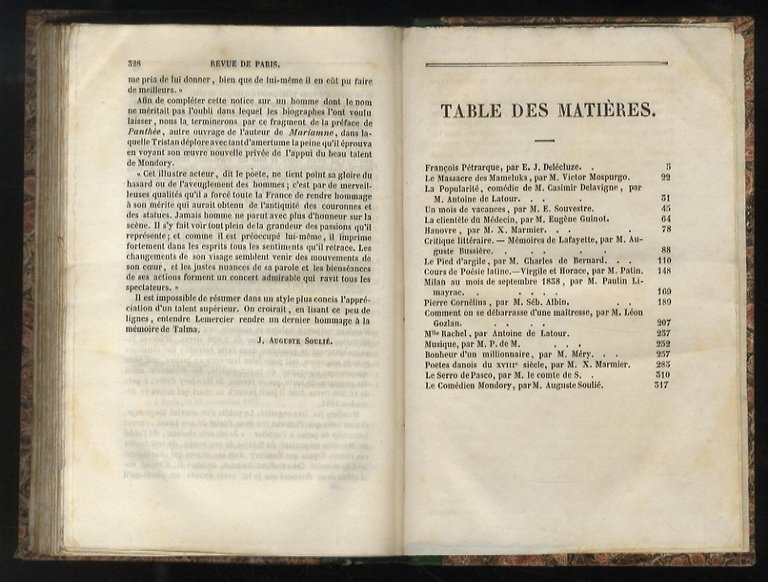 328 REVUE DE PARIS.
me pria de lui donner, bien que de lui-même il en eût pu faire
de meilleurs. »
Afin de compléter cette notice sur un homme dont le nom
ne méritait pas l'oubli dans lequel les biographes l'ont voulu
laisser, nous la terminerons par ce fragment de la préface de
Panthée, autre ouvrage de l'auteur de Mariamne, dans la-
quelle Tristan déplore avec tant d'amertume la peine qu'il éprouva
en voyant son œuvre nouvelle privée de l'appui du beau talent
de Mondory.
« Cet illustre acteur, dit le poète, ne tient point sa gloire du
hasard ou de l'aveuglement des hommes; c'est par de merveil-
leuses qualités qu'il a forcé toute la France de rendre hommage
à son mérite qui aurait obtenu de l'antiquité des couronnes et
des statues. Jamais homme ne parut avec plus d'honneur sur la
scène. Il s'y fait voir tout plein de la grandeur des passions qu'il
représente; et comme il est préoccupé lui-même, il imprime
fortement dans les esprits tous les sentiments qu'il retrace. Les
changements de son visage semblent venir des mouvements de
son cœur, et les justes nuances de sa parole et les bienséances
de ses actions forment un concert admirable qui ravit tous les
spectateurs. »
Il est impossible de résumer dans un style plus concis l'appré-
ciation d'un talent supérieur. On croirait, en lisant ce peu de
lignes, entendre Lemercier rendre un dernier hommage à la
mémoire de Talma.
J. AUGUSTE SOULIÉ.
TABLE DES MATIÈRES.
François Pétrarque, par E. J. Delécluze. . 5
Le Massacre des Mameluks, par M. Victor Mospurgo. 22
La Popularité, comédie de M. Casimir Delavigne, par
M. Antoine de Latour. . . . 31
Un mois de vacances, par M. E. Souvestre. 45
La clientèle du Médecin, par M. Eugène Guinot. 64
Hanovre, par M. X. Marmier. . . . 78
Critique littéraire. — Mémoires de Lafayette, par M. Au-
guste Bussière. . . . . . 88
Le Pied d'argile, par M. Charles de Bernard. . . 110
Cours de Poésie latine.—Virgile et Horace, par M. Patin. 148
Milan au mois de septembre 1838, par M. Paulin Li-
mayrac. . . . . . 169
Pierre Cornélius, par M. Séb. Albin. . . 189
Comment on se débarrasse d'une maîtresse, par M. Léon
Gozlan. . . . . 207
Mlle Rachel, par Antoine de Latour. 237
Musique, par M. P. de M. . . . 252
Bonheur d'un millionnaire, par M. Méry. . . 257
Poetes danois du XVIIIe siècle, par M. X. Marmier. 283
Le Serro de Pasco, par M. le comte de S. . 310
Le Comédien Mondory, par M. Auguste Soulié. 317